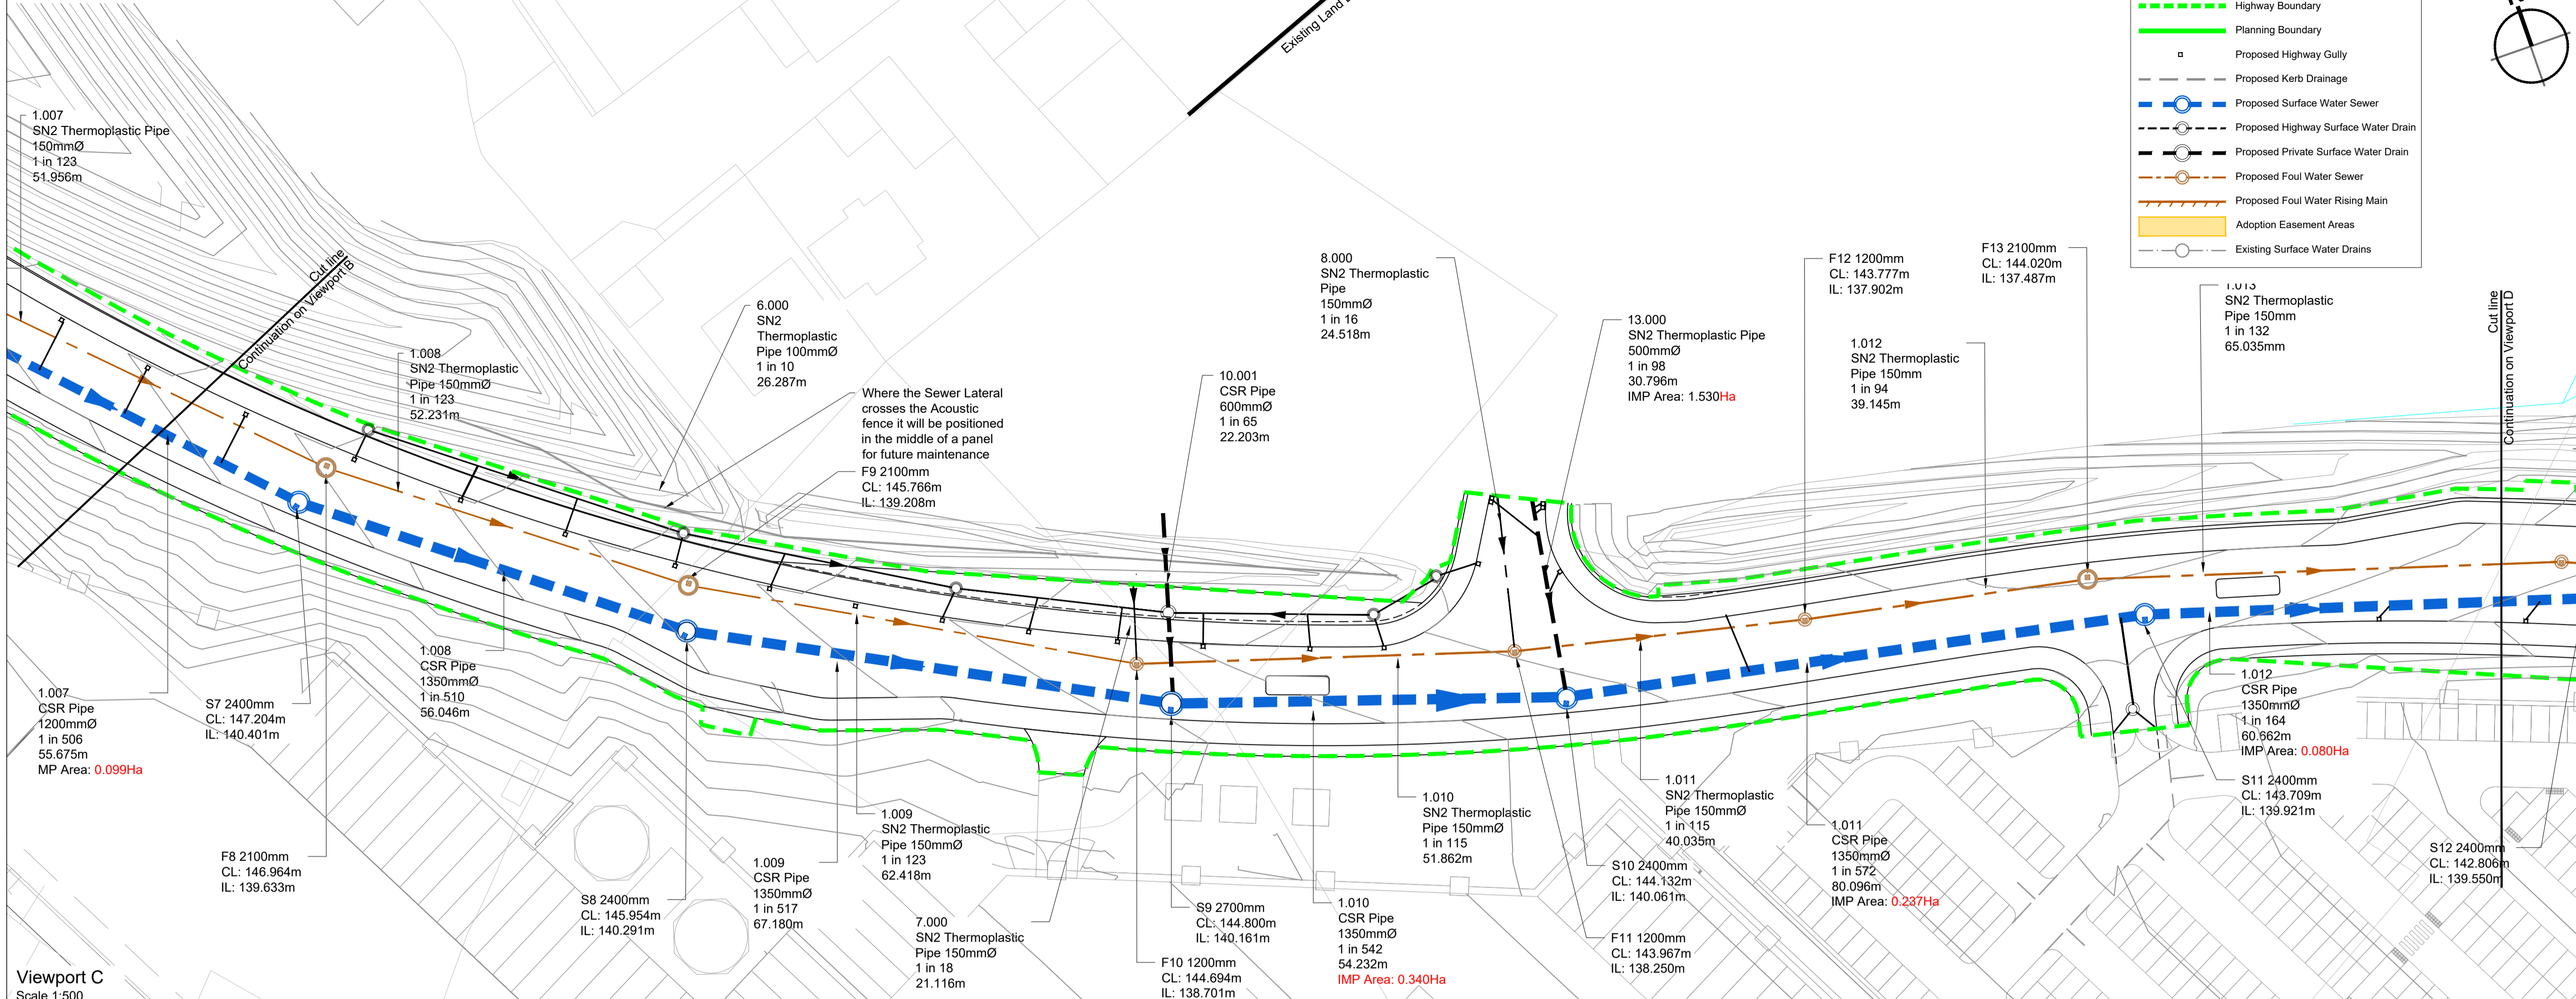 Highway Boundary
Planning Boundary
Proposed Highway Gully
Proposed Kerb Drainage
Proposed Surface Water Sewer
Proposed Highway Surface Water Drain
Proposed Private Surface Water Drain
Proposed Foul Water Sewer
Proposed Foul Water Rising Main
Adoption Easement Areas
Existing Surface Water Drains
Existing Land
1.007
SN2 Thermoplastic Pipe
150mmØ
1 in 123
51.956m
Cut line
Continuation on Viewport B
1.008
SN2 Thermoplastic
Pipe 150mmØ
1 in 123
52.231m
6.000
SN2
Thermoplastic
Pipe 100mmØ
1 in 10
26.287m
Where the Sewer Lateral
crosses the Acoustic
fence it will be positioned
in the middle of a panel
for future maintenance
F9 2100mm
CL: 145.766m
IL: 139.208m
10.001
CSR Pipe
600mmØ
1 in 65
22.203m
8.000
SN2 Thermoplastic
Pipe
150mmØ
1 in 16
24.518m
13.000
SN2 Thermoplastic Pipe
500mmØ
1 in 98
30.796m
IMP Area: 1.530Ha
F12 1200mm
CL: 143.777m
IL: 137.902m
F13 2100mm
CL: 144.020m
IL: 137.487m
1.012
SN2 Thermoplastic
Pipe 150mm
1 in 94
39.145m
1.013
SN2 Thermoplastic
Pipe 150mm
1 in 132
65.035mm
Cut line
Continuation on Viewport D
1.007
CSR Pipe
1200mmØ
1 in 506
55.675m
MP Area: 0.099Ha
S7 2400mm
CL: 147.204m
IL: 140.401m
1.008
CSR Pipe
1350mmØ
1 in 510
56.046m
F8 2100mm
CL: 146.964m
IL: 139.633m
S8 2400mm
CL: 145.954m
IL: 140.291m
1.009
CSR Pipe
1350mmØ
1 in 517
67.180m
1.009
SN2 Thermoplastic
Pipe 150mmØ
1 in 123
62.418m
7.000
SN2 Thermoplastic
Pipe 150mmØ
1 in 18
21.116m
F10 1200mm
CL: 144.694m
IL: 138.701m
S9 2700mm
CL: 144.800m
IL: 140.161m
1.010
CSR Pipe
1350mmØ
1 in 542
54.232m
IMP Area: 0.340Ha
1.010
SN2 Thermoplastic
Pipe 150mmØ
1 in 115
51.862m
S10 2400mm
CL: 144.132m
IL: 140.061m
F11 1200mm
CL: 143.967m
IL: 138.250m
1.011
SN2 Thermoplastic
Pipe 150mmØ
1 in 115
40.035m
1.011
CSR Pipe
1350mmØ
1 in 572
80.096m
IMP Area: 0.237Ha
1.012
CSR Pipe
1350mmØ
1 in 164
60.662m
IMP Area: 0.080Ha
S11 2400mm
CL: 143.709m
IL: 139.921m
S12 2400mm
CL: 142.806m
IL: 139.550m
Viewport C
Scale 1:500